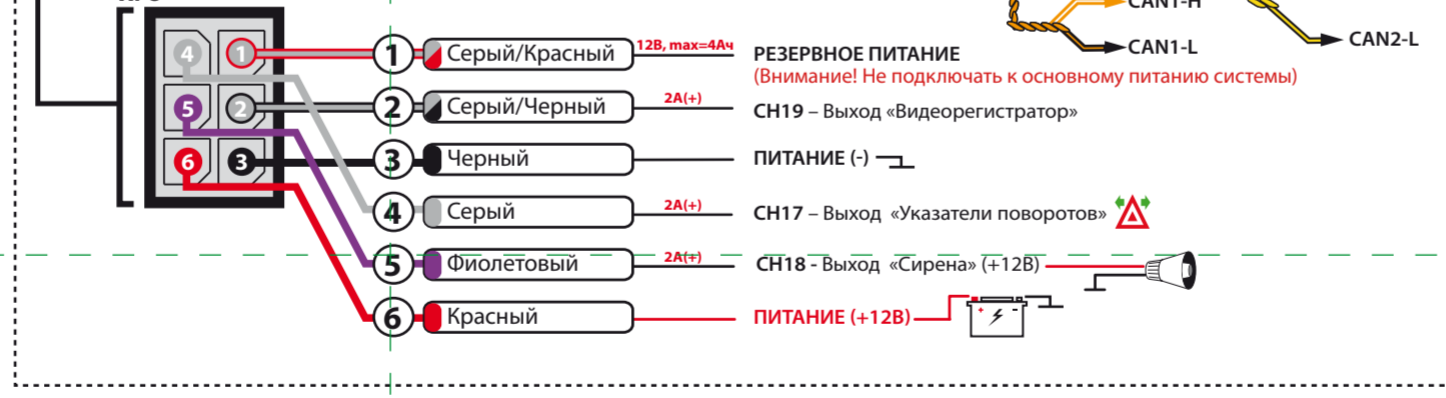 CAN1-H
CAN1-L
CAN2-L
4 1
5 2
6 3
1 Серый/Красный 12В, max=4Ач РЕЗЕРВНОЕ ПИТАНИЕ
(Внимание! Не подключать к основному питанию системы)
2 Серый/Черный 2А(+) CH19 – Выход «Видеорегистратор»
3 Черный ПИТАНИЕ (-)
4 Серый 2А(+) CH17 – Выход «Указатели поворотов»
5 Фиолетовый 2А(+) CH18 - Выход «Сирена» (+12В)
6 Красный ПИТАНИЕ (+12В)